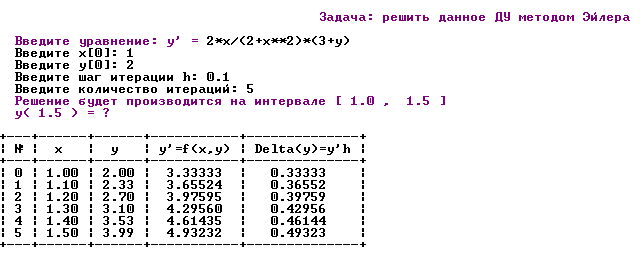 Задача: решить данное ДУ методом Эйлера
Введите уравнение: y' = 2*x/(2+x**2)*(3+y)
Введите x[0]: 1
Введите y[0]: 2
Введите шаг итерации h: 0.1
Введите количество итераций: 5
Решение будет производится на интервале [ 1.0 ,  1.5 ]
y( 1.5 ) = ?
+---+------+------+-----------+--------------+
¦ № ¦  x   ¦  y   ¦ y'=f(x,y) ¦ Delta(y)=y'h ¦
+---+------+------+-----------+--------------+
¦ 0 ¦ 1.00 ¦ 2.00 ¦  3.33333  ¦   0.33333    ¦
¦ 1 ¦ 1.10 ¦ 2.33 ¦  3.65524  ¦   0.36552    ¦
¦ 2 ¦ 1.20 ¦ 2.70 ¦  3.97595  ¦   0.39759    ¦
¦ 3 ¦ 1.30 ¦ 3.10 ¦  4.29560  ¦   0.42956    ¦
¦ 4 ¦ 1.40 ¦ 3.53 ¦  4.61435  ¦   0.46144    ¦
¦ 5 ¦ 1.50 ¦ 3.99 ¦  4.93232  ¦   0.49323    ¦
+---+------+------+-----------+--------------+